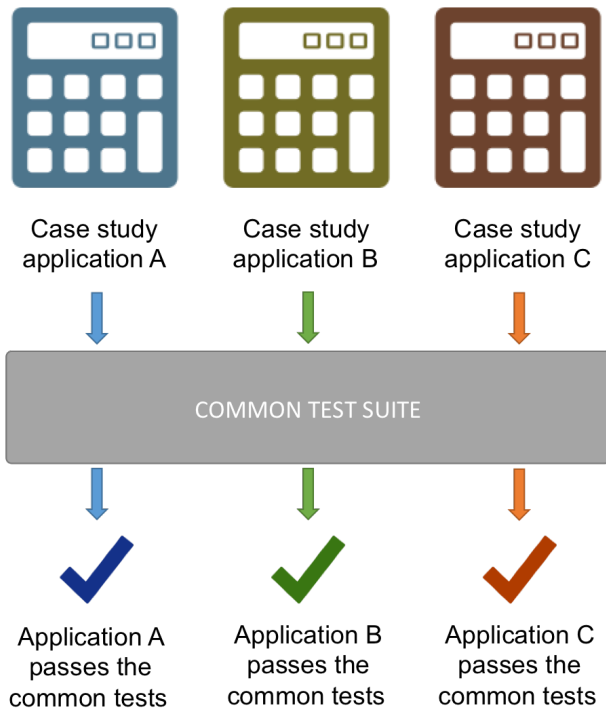 Case study
application A
Case study
application B
Case study
application C
COMMON TEST SUITE
Application A
passes the
common tests
Application B
passes the
common tests
Application C
passes the
common tests